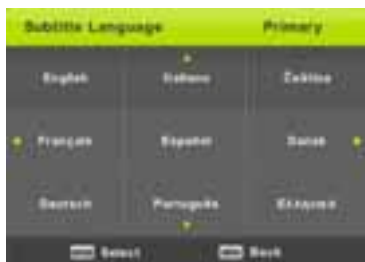 Subtitle Language Primary
English Italiano Čeština
Français Español Dansk
Deutsch Português Ελληνικά
Select Back